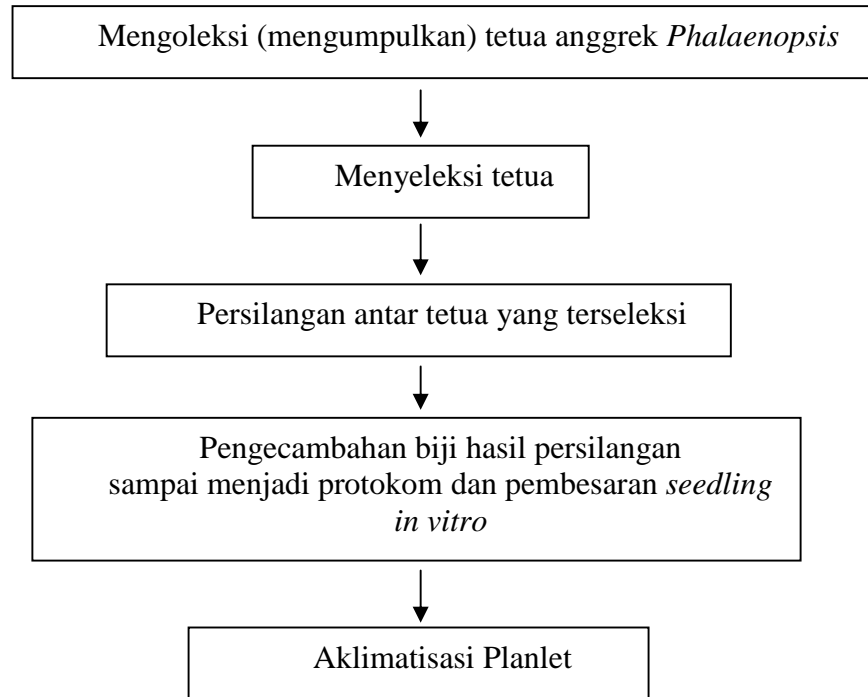 Mengoleksi (mengumpulkan) tetua anggrek Phalaenopsis
Menyeleksi tetua
Persilangan antar tetua yang terseleksi
Pengecambahan biji hasil persilangan
sampai menjadi protokom dan pembesaran seedling
in vitro
Aklimatisasi Planlet